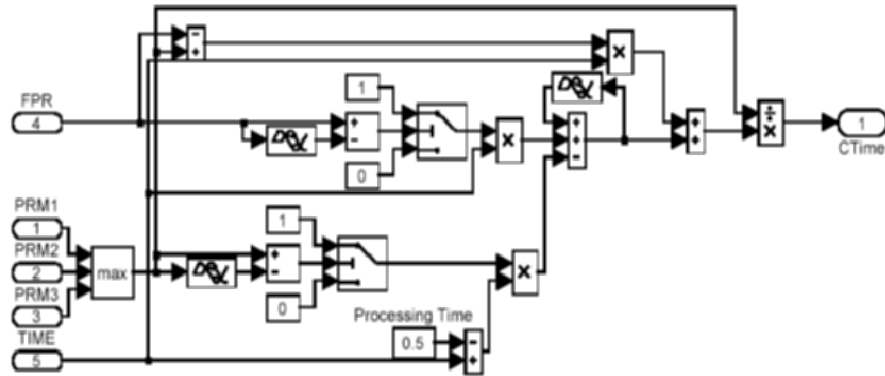 FPR
4
1
0
PRM1
1
PRM2
2
PRM3
3
TIME
5
max
1
0
Processing Time
0.5
1
CTime